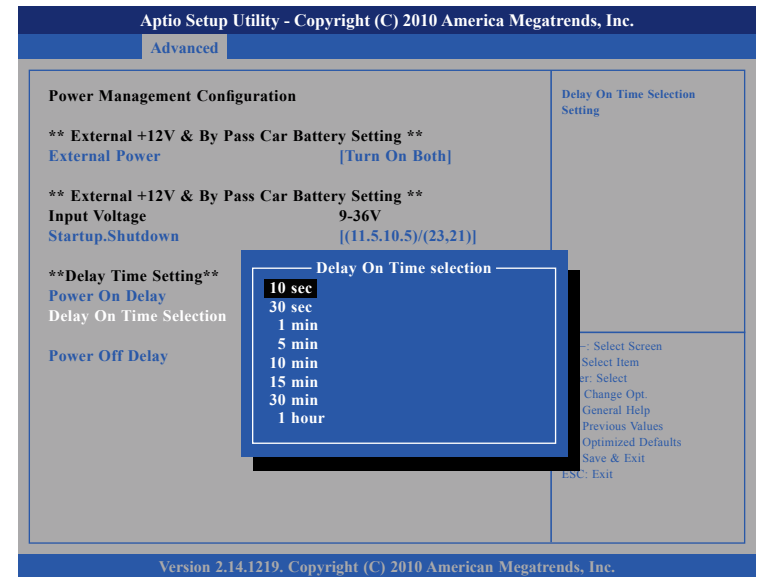 Aptio Setup Utility - Copyright (C) 2010 America Megatrends, Inc.
Advanced
Power Management Configuration
** External +12V & By Pass Car Battery Setting **
External Power [Turn On Both]
** External +12V & By Pass Car Battery Setting **
Input Voltage 9-36V
Startup.Shutdown [(11.5.10.5)/(23,21)]
**Delay Time Setting**
Power On Delay
Delay On Time Selection
Power Off Delay
Delay On Time selection
10 sec
30 sec
1 min
5 min
10 min
15 min
30 min
1 hour
Delay On Time Selection
Setting
: Select Screen
Select Item
: Select
Change Opt.
General Help
Previous Values
Optimized Defaults
Save & Exit
ESC: Exit
Version 2.14.1219. Copyright (C) 2010 American Megatrends, Inc.